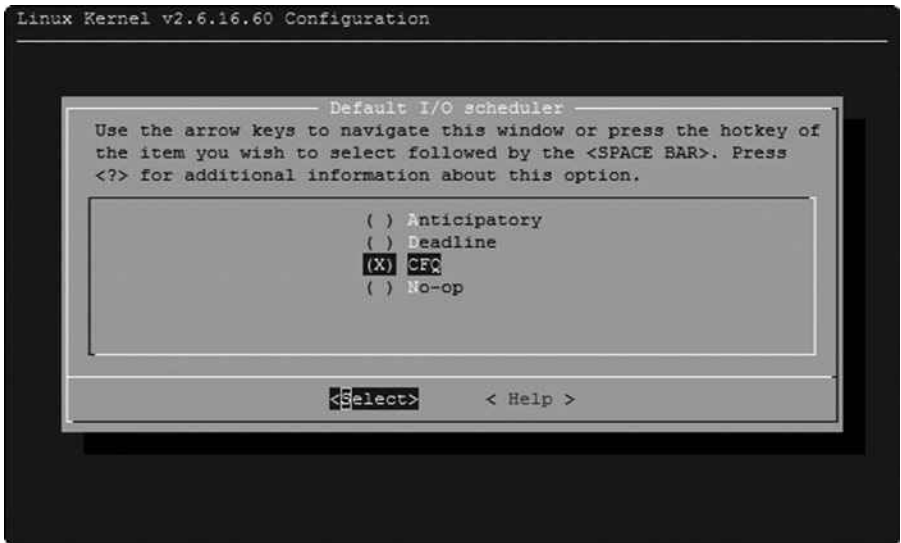 Linux Kernel v2.6.16.60 Configuration
Default I/O scheduler
Use the arrow keys to navigate this window or press the hotkey of
the item you wish to select followed by the <SPACE BAR>. Press
<?> for additional information about this option.
( ) Anticipatory
( ) Deadline
(X) CFQ
( ) No-op
<Select> < Help >